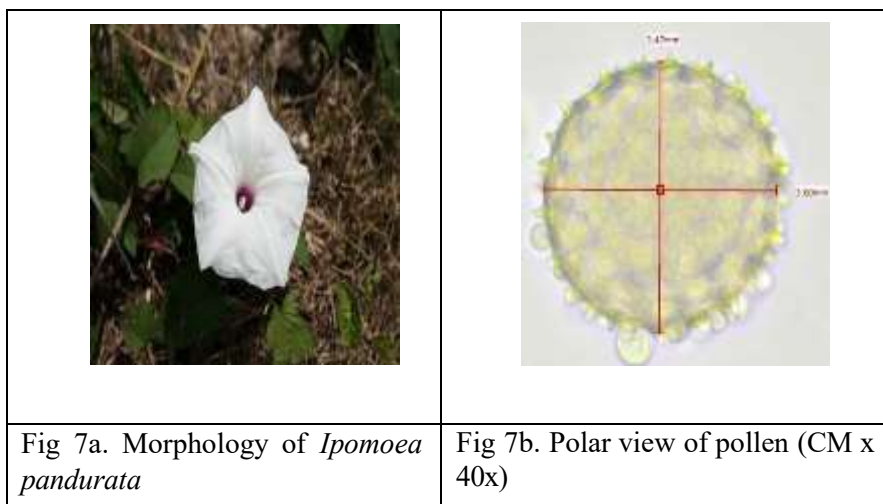 Fig 7a. Morphology of Ipomoea
pandurata
Fig 7b. Polar view of pollen (CM x
40x)